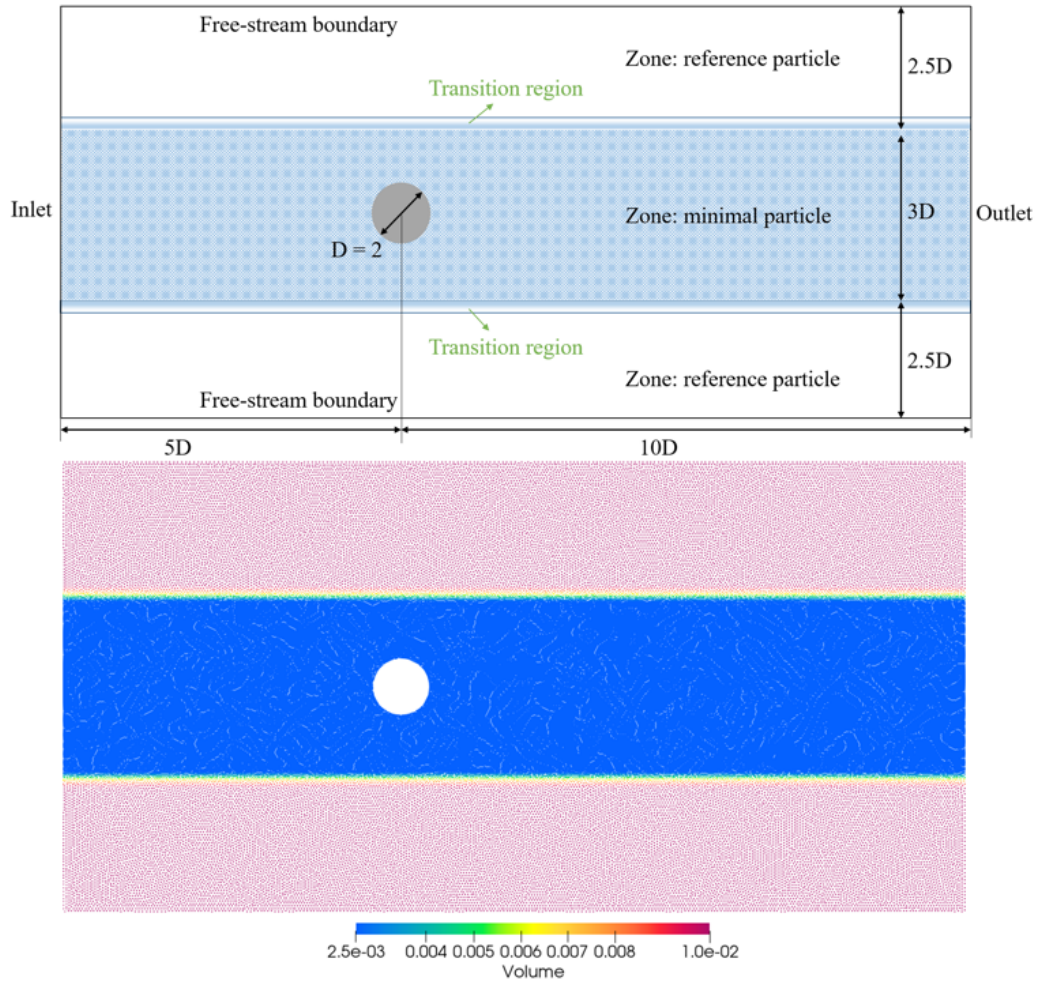 Free-stream boundary
Zone: reference particle
2.5D
Transition region
Inlet
Zone: minimal particle
3D
Outlet
D = 2
Transition region
2.5D
Zone: reference particle
Free-stream boundary
5D
10D
2.5e-03 0.004 0.005 0.006 0.007 0.008 1.0e-02
Volume